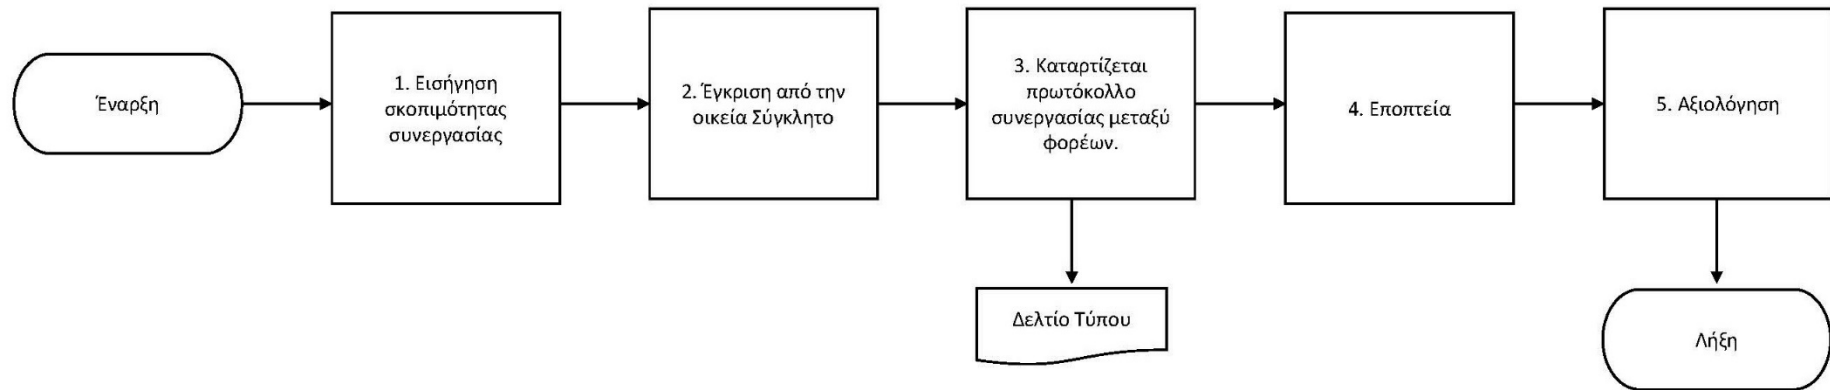 Έναρξη
1. Εισήγηση
σκοπιμότητας
συνεργασίας
2. Έγκριση από την
οικεία Σύγκλητο
3. Καταρτίζεται
πρωτόκολλο
συνεργασίας μεταξύ
φορέων.
4. Εποπτεία
5. Αξιολόγηση
Δελτίο Τύπου
Λήξη